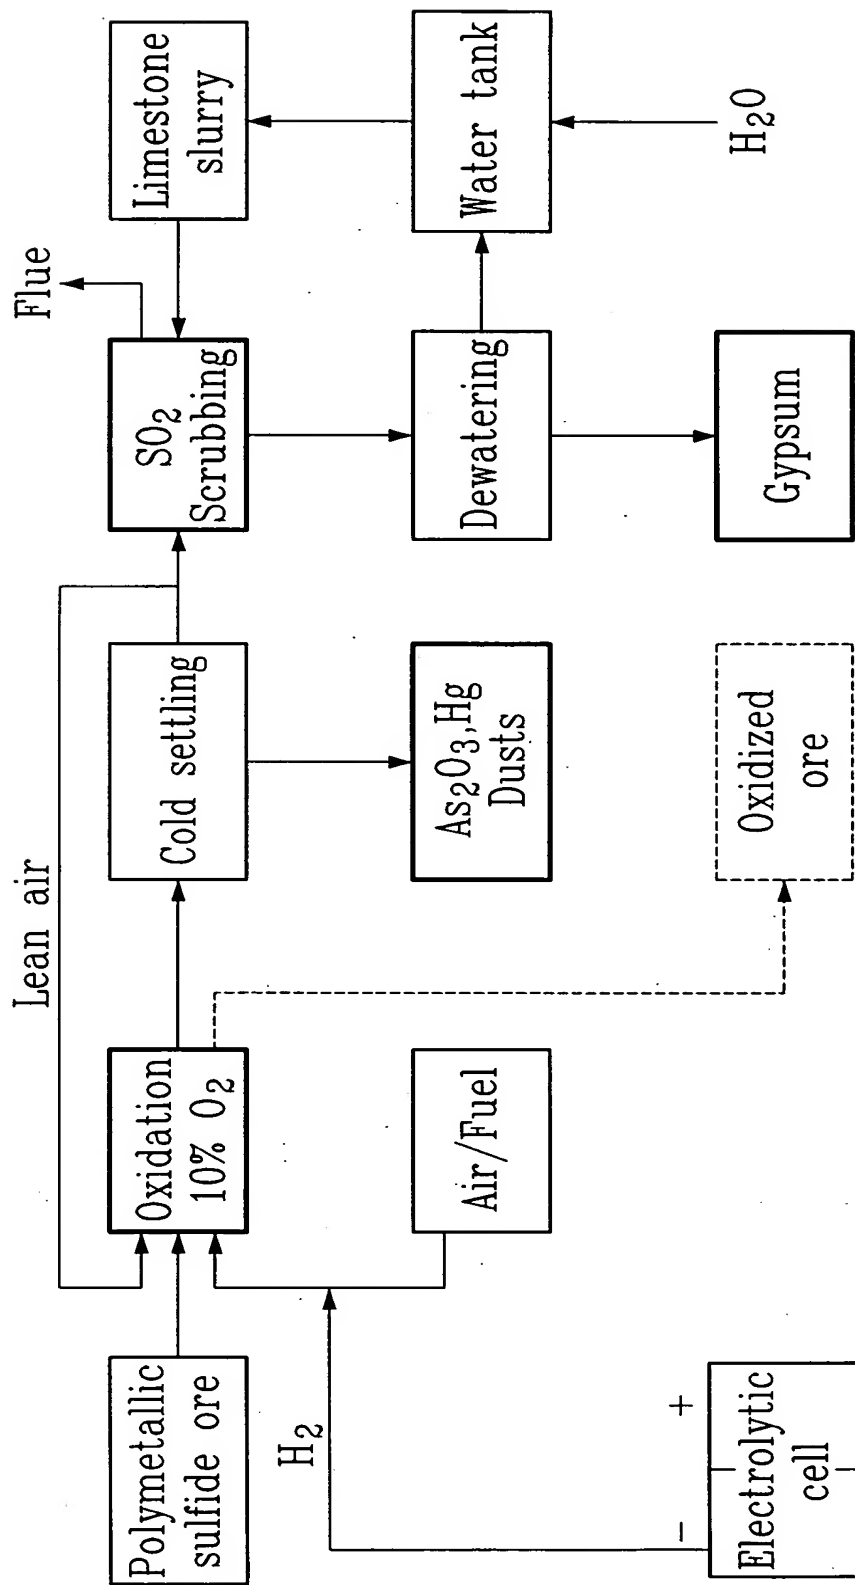 Lean air
Flue
Polymetallic
sulfide ore
Oxidation
10% O₂
Cold settling
SO₂
Scrubbing
Limestone
slurry
H₂
Air/Fuel
As₂O₃,Hg
Dusts
Dewatering
Water tank
H₂O
- +
Electrolytic
cell
Oxidized
ore
Gypsum